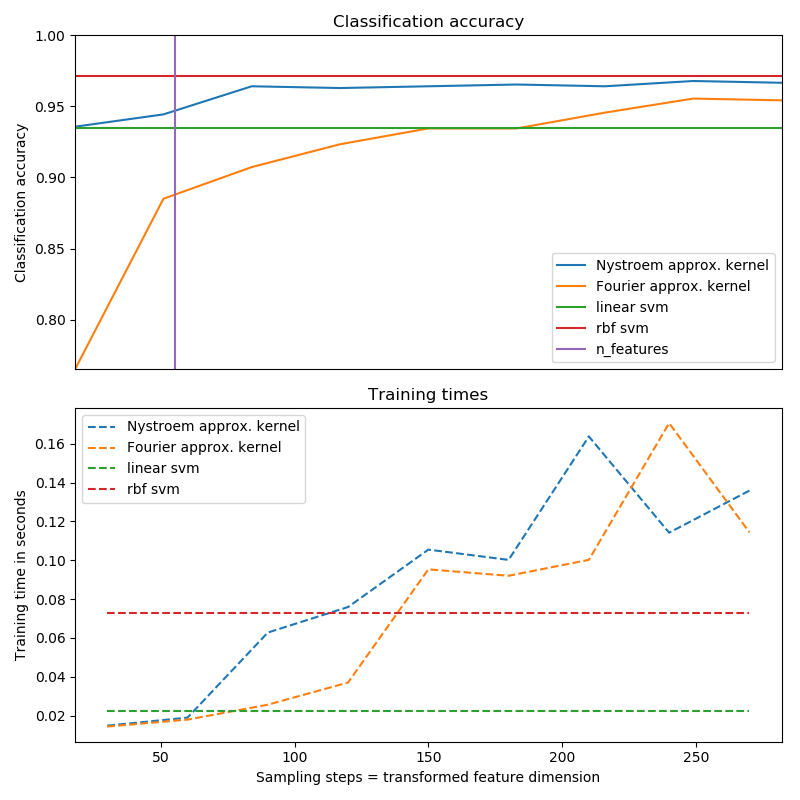 Classification accuracy
1.00
0.95
0.90
0.85
0.80
Classification accuracy
Nystroem approx. kernel
Fourier approx. kernel
linear svm
rbf svm
n_features
Training times
0.16
0.14
0.12
0.10
0.08
0.06
0.04
0.02
Training time in seconds
Nystroem approx. kernel
Fourier approx. kernel
linear svm
rbf svm
50 100 150 200 250
Sampling steps = transformed feature dimension